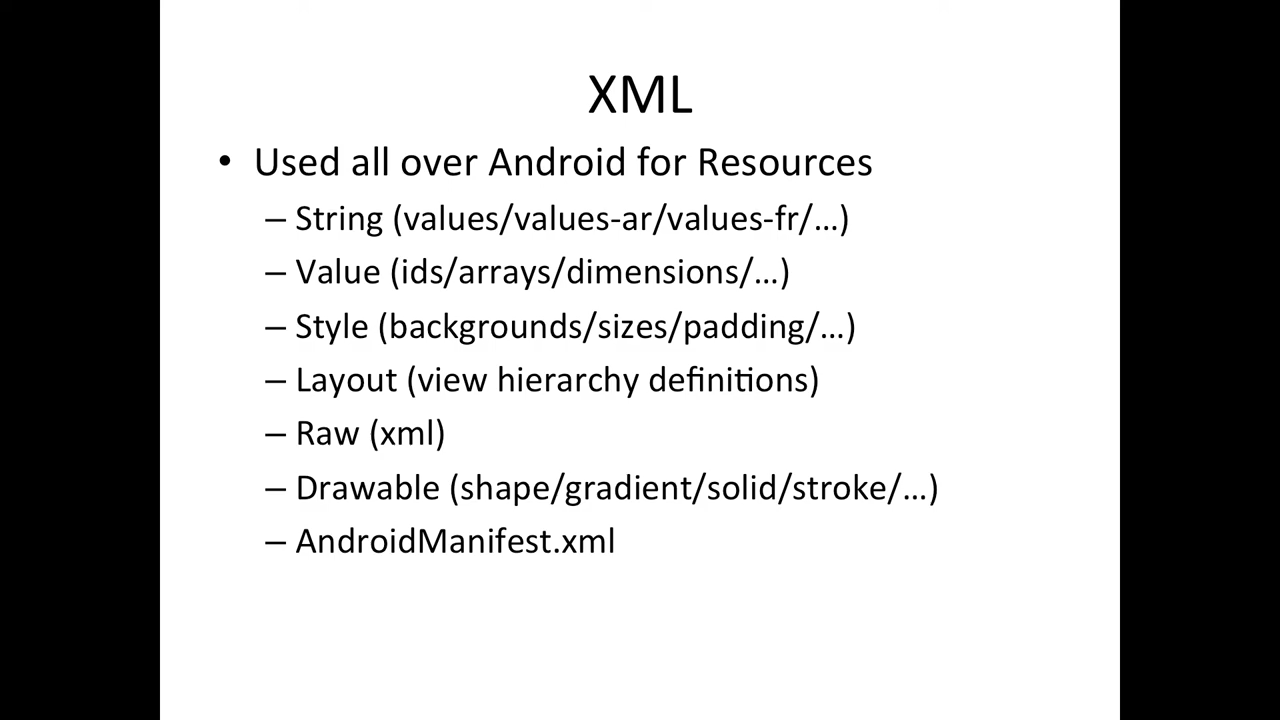 XML
• Used all over Android for Resources
– String (values/values-ar/values-fr/…)
– Value (ids/arrays/dimensions/…)
– Style (backgrounds/sizes/padding/…)
– Layout (view hierarchy definitions)
– Raw (xml)
– Drawable (shape/gradient/solid/stroke/…)
– AndroidManifest.xml